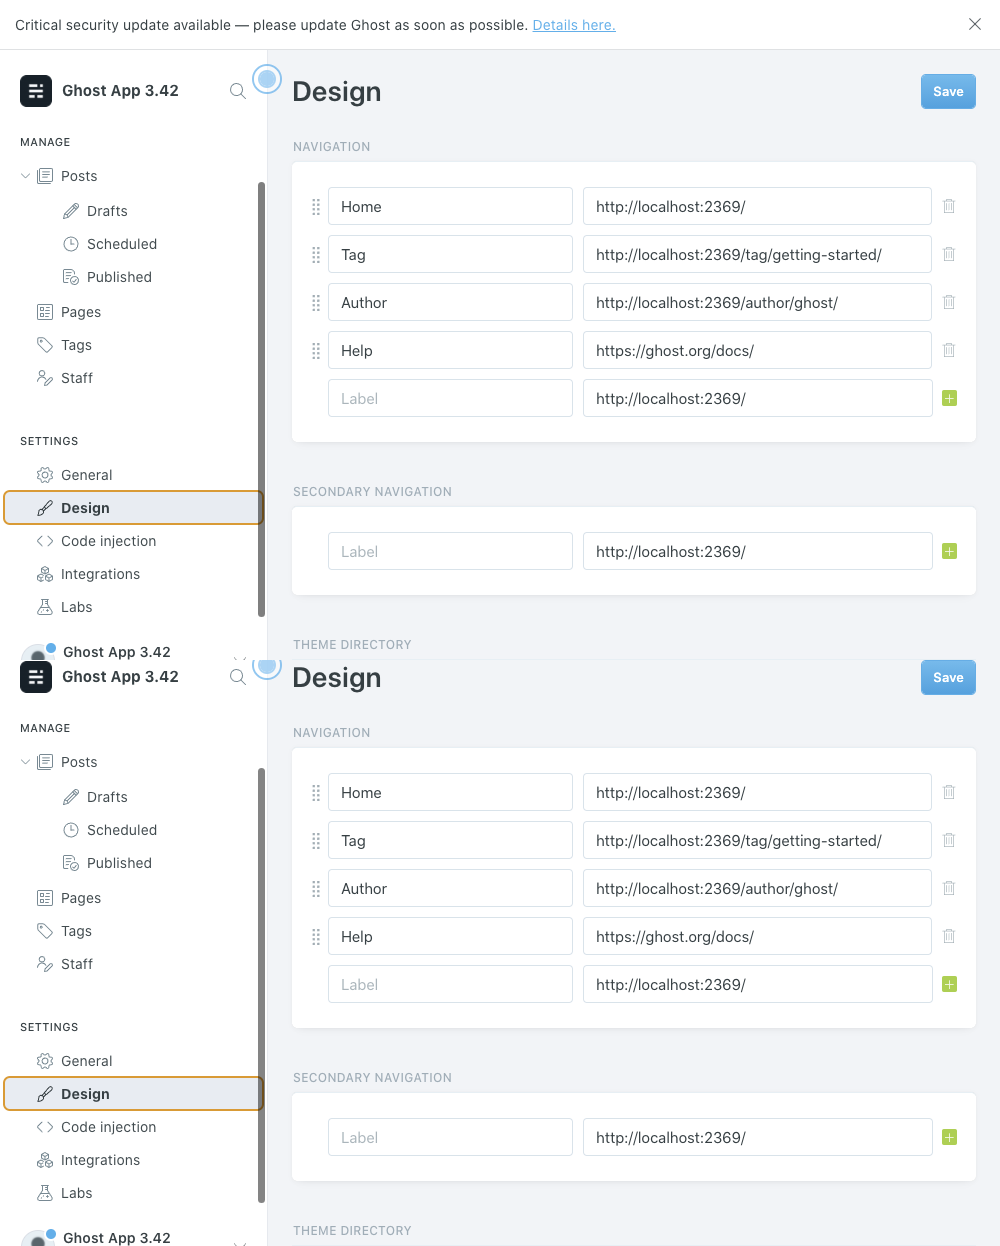 Critical security update available — please update Ghost as soon as possible. Details here.
Ghost App 3.42
MANAGE
Posts
Drafts
Scheduled
Published
Pages
Tags
Staff
SETTINGS
General
Design
Code injection
Integrations
Labs
Ghost App 3.42
Design
Save
NAVIGATION
Home http://localhost:2369/
Tag http://localhost:2369/tag/getting-started/
Author http://localhost:2369/author/ghost/
Help https://ghost.org/docs/
Label http://localhost:2369/
SECONDARY NAVIGATION
Label http://localhost:2369/
THEME DIRECTORY
Ghost App 3.42
MANAGE
Posts
Drafts
Scheduled
Published
Pages
Tags
Staff
SETTINGS
General
Design
Code injection
Integrations
Labs
Ghost App 3.42
Design
Save
NAVIGATION
Home http://localhost:2369/
Tag http://localhost:2369/tag/getting-started/
Author http://localhost:2369/author/ghost/
Help https://ghost.org/docs/
Label http://localhost:2369/
SECONDARY NAVIGATION
Label http://localhost:2369/
THEME DIRECTORY